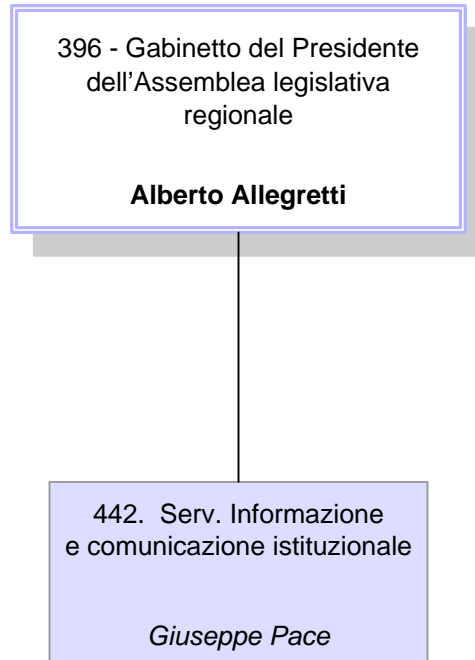 396 - Gabinetto del Presidente
dell'Assemblea legislativa
regionale
Alberto Allegretti
442.  Serv. Informazione
e comunicazione istituzionale
Giuseppe Pace